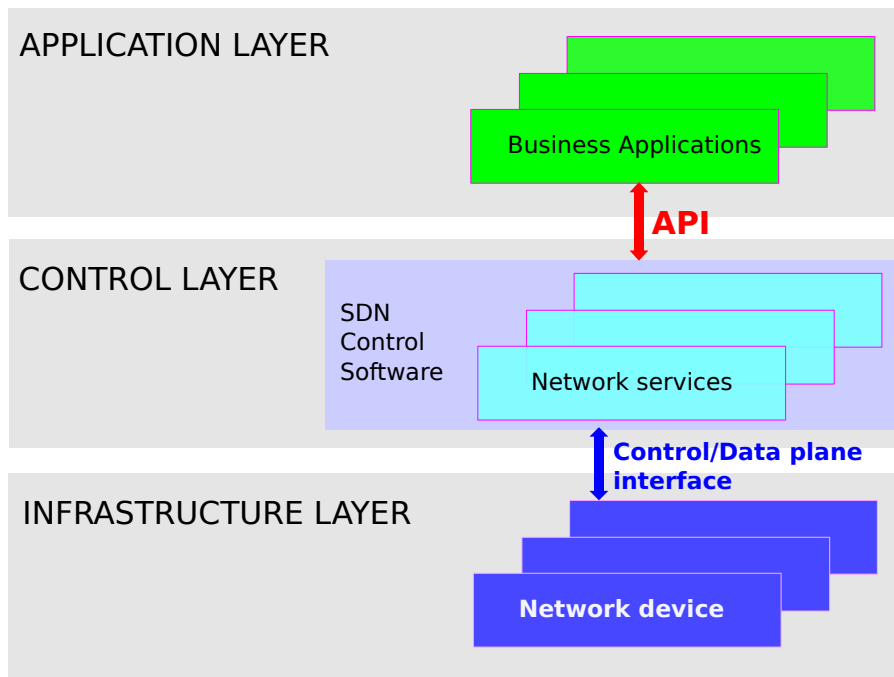 APPLICATION LAYER
Business Applications
API
CONTROL LAYER
SDN
Control
Software
Network services
Control/Data plane
interface
INFRASTRUCTURE LAYER
Network device